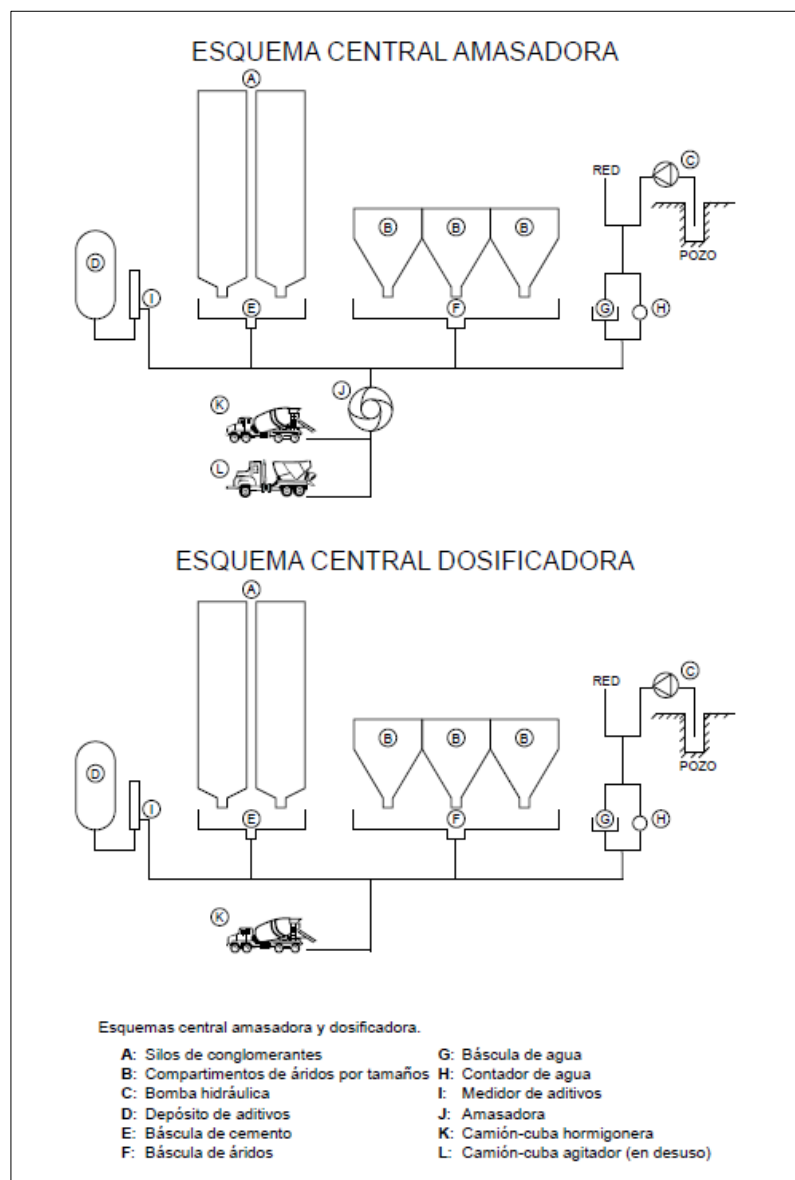 ESQUEMA CENTRAL AMASADORA
A
C
RED
B B B
POZO
D
I
E F G H
J
K
L
ESQUEMA CENTRAL DOSIFICADORA
A
C
RED
B B B
POZO
D
I
E F G H
K
Esquemas central amasadora y dosificadora.
A: Silos de conglomerantes
B: Compartimentos de áridos por tamaños
C: Bomba hidráulica
D: Depósito de aditivos
E: Báscula de cemento
F: Báscula de áridos
G: Báscula de agua
H: Contador de agua
I: Medidor de aditivos
J: Amasadora
K: Camión-cuba hormigonera
L: Camión-cuba agitador (en desuso)